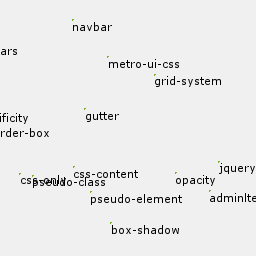 navbar
ars
metro-ui-css
grid-system
gutter
ificity
rder-box
jquery
css-content
css-only
pseudo-class
opacity
pseudo-element
adminlte
box-shadow